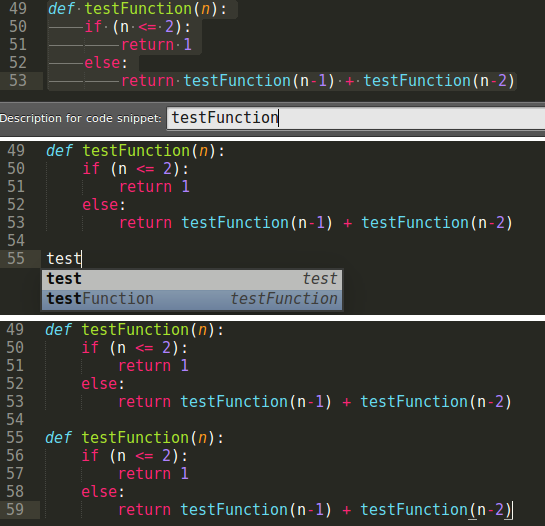 49 def testFunction(n):
50 if (n <= 2):
51 return 1
52 else:
53 return testFunction(n-1) + testFunction(n-2)
Description for code snippet: testFunction
49 def testFunction(n):
50 if (n <= 2):
51 return 1
52 else:
53 return testFunction(n-1) + testFunction(n-2)
54
55 test
test test
testFunction testFunction
49 def testFunction(n):
50 if (n <= 2):
51 return 1
52 else:
53 return testFunction(n-1) + testFunction(n-2)
54
55 def testFunction(n):
56 if (n <= 2):
57 return 1
58 else:
59 return testFunction(n-1) + testFunction(n-2)